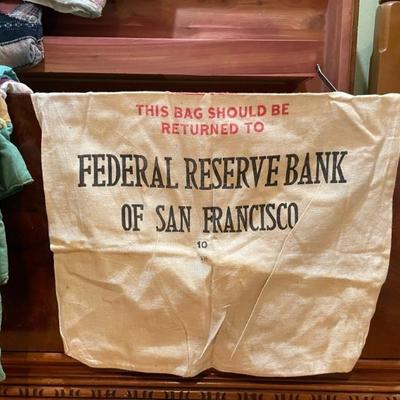 THIS BAG SHOULD BE
RETURNED TO
FEDERAL RESERVE BANK
OF SAN FRANCISCO
10